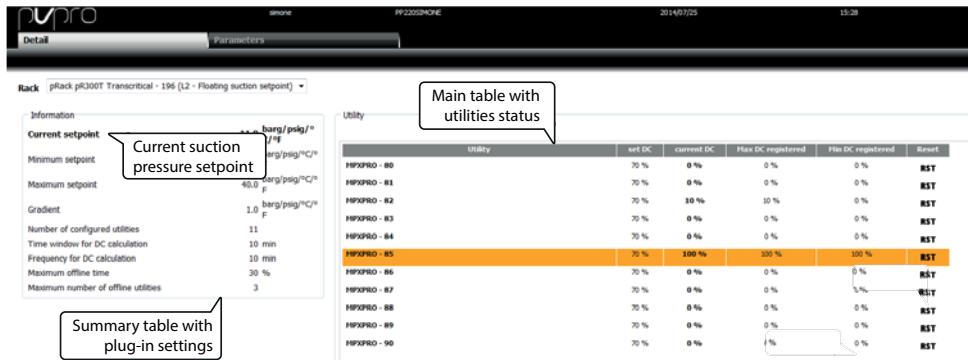 pvpro simone PP220SIMONE 2014/07/25 15:28
Detail Parameters
Rack pRack pR300T Transcritical - 196 (L2 - Floating suction setpoint)
Information
Current setpoint barg/psig/°
Current suction
pressure setpoint
Minimum setpoint arg/psig/°C/°
F
Maximum setpoint 40.0 barg/psig/°C/°
F
Gradient 1.0 barg/psig/°C/°
F
Number of configured utilities 11
Time window for DC calculation 10 min
Frequency for DC calculation 10 min
Maximum offline time 30 %
Maximum number of offline utilities 3
Summary table with
plug-in settings
Main table with
utilities status
Utility
Utility set DC current DC Max DC registered Min DC registered Reset
MPXPRO - 80 70 % 0 % 0 % 0 % RST
MPXPRO - 81 70 % 0 % 0 % 0 % RST
MPXPRO - 82 70 % 10 % 10 % 0 % RST
MPXPRO - 83 70 % 0 % 0 % 0 % RST
MPXPRO - 84 70 % 0 % 0 % 0 % RST
MPXPRO - 85 70 % 100 % 100 % 100 % RST
MPXPRO - 86 70 % 0 % 0 % 0 % RST
MPXPRO - 87 70 % 0 % 0 % % RST
MPXPRO - 88 70 % 0 % 0 % 0 % RST
MPXPRO - 89 70 % 0 % 0 % 0 % RST
MPXPRO - 90 70 % 0 % % 0 % RST